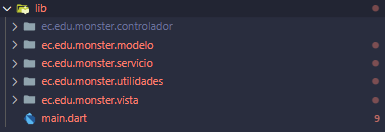 lib
ec.edu.monster.controlador
ec.edu.monster.modelo
ec.edu.monster.servicio
ec.edu.monster.utilidades
ec.edu.monster.vista
main.dart 9